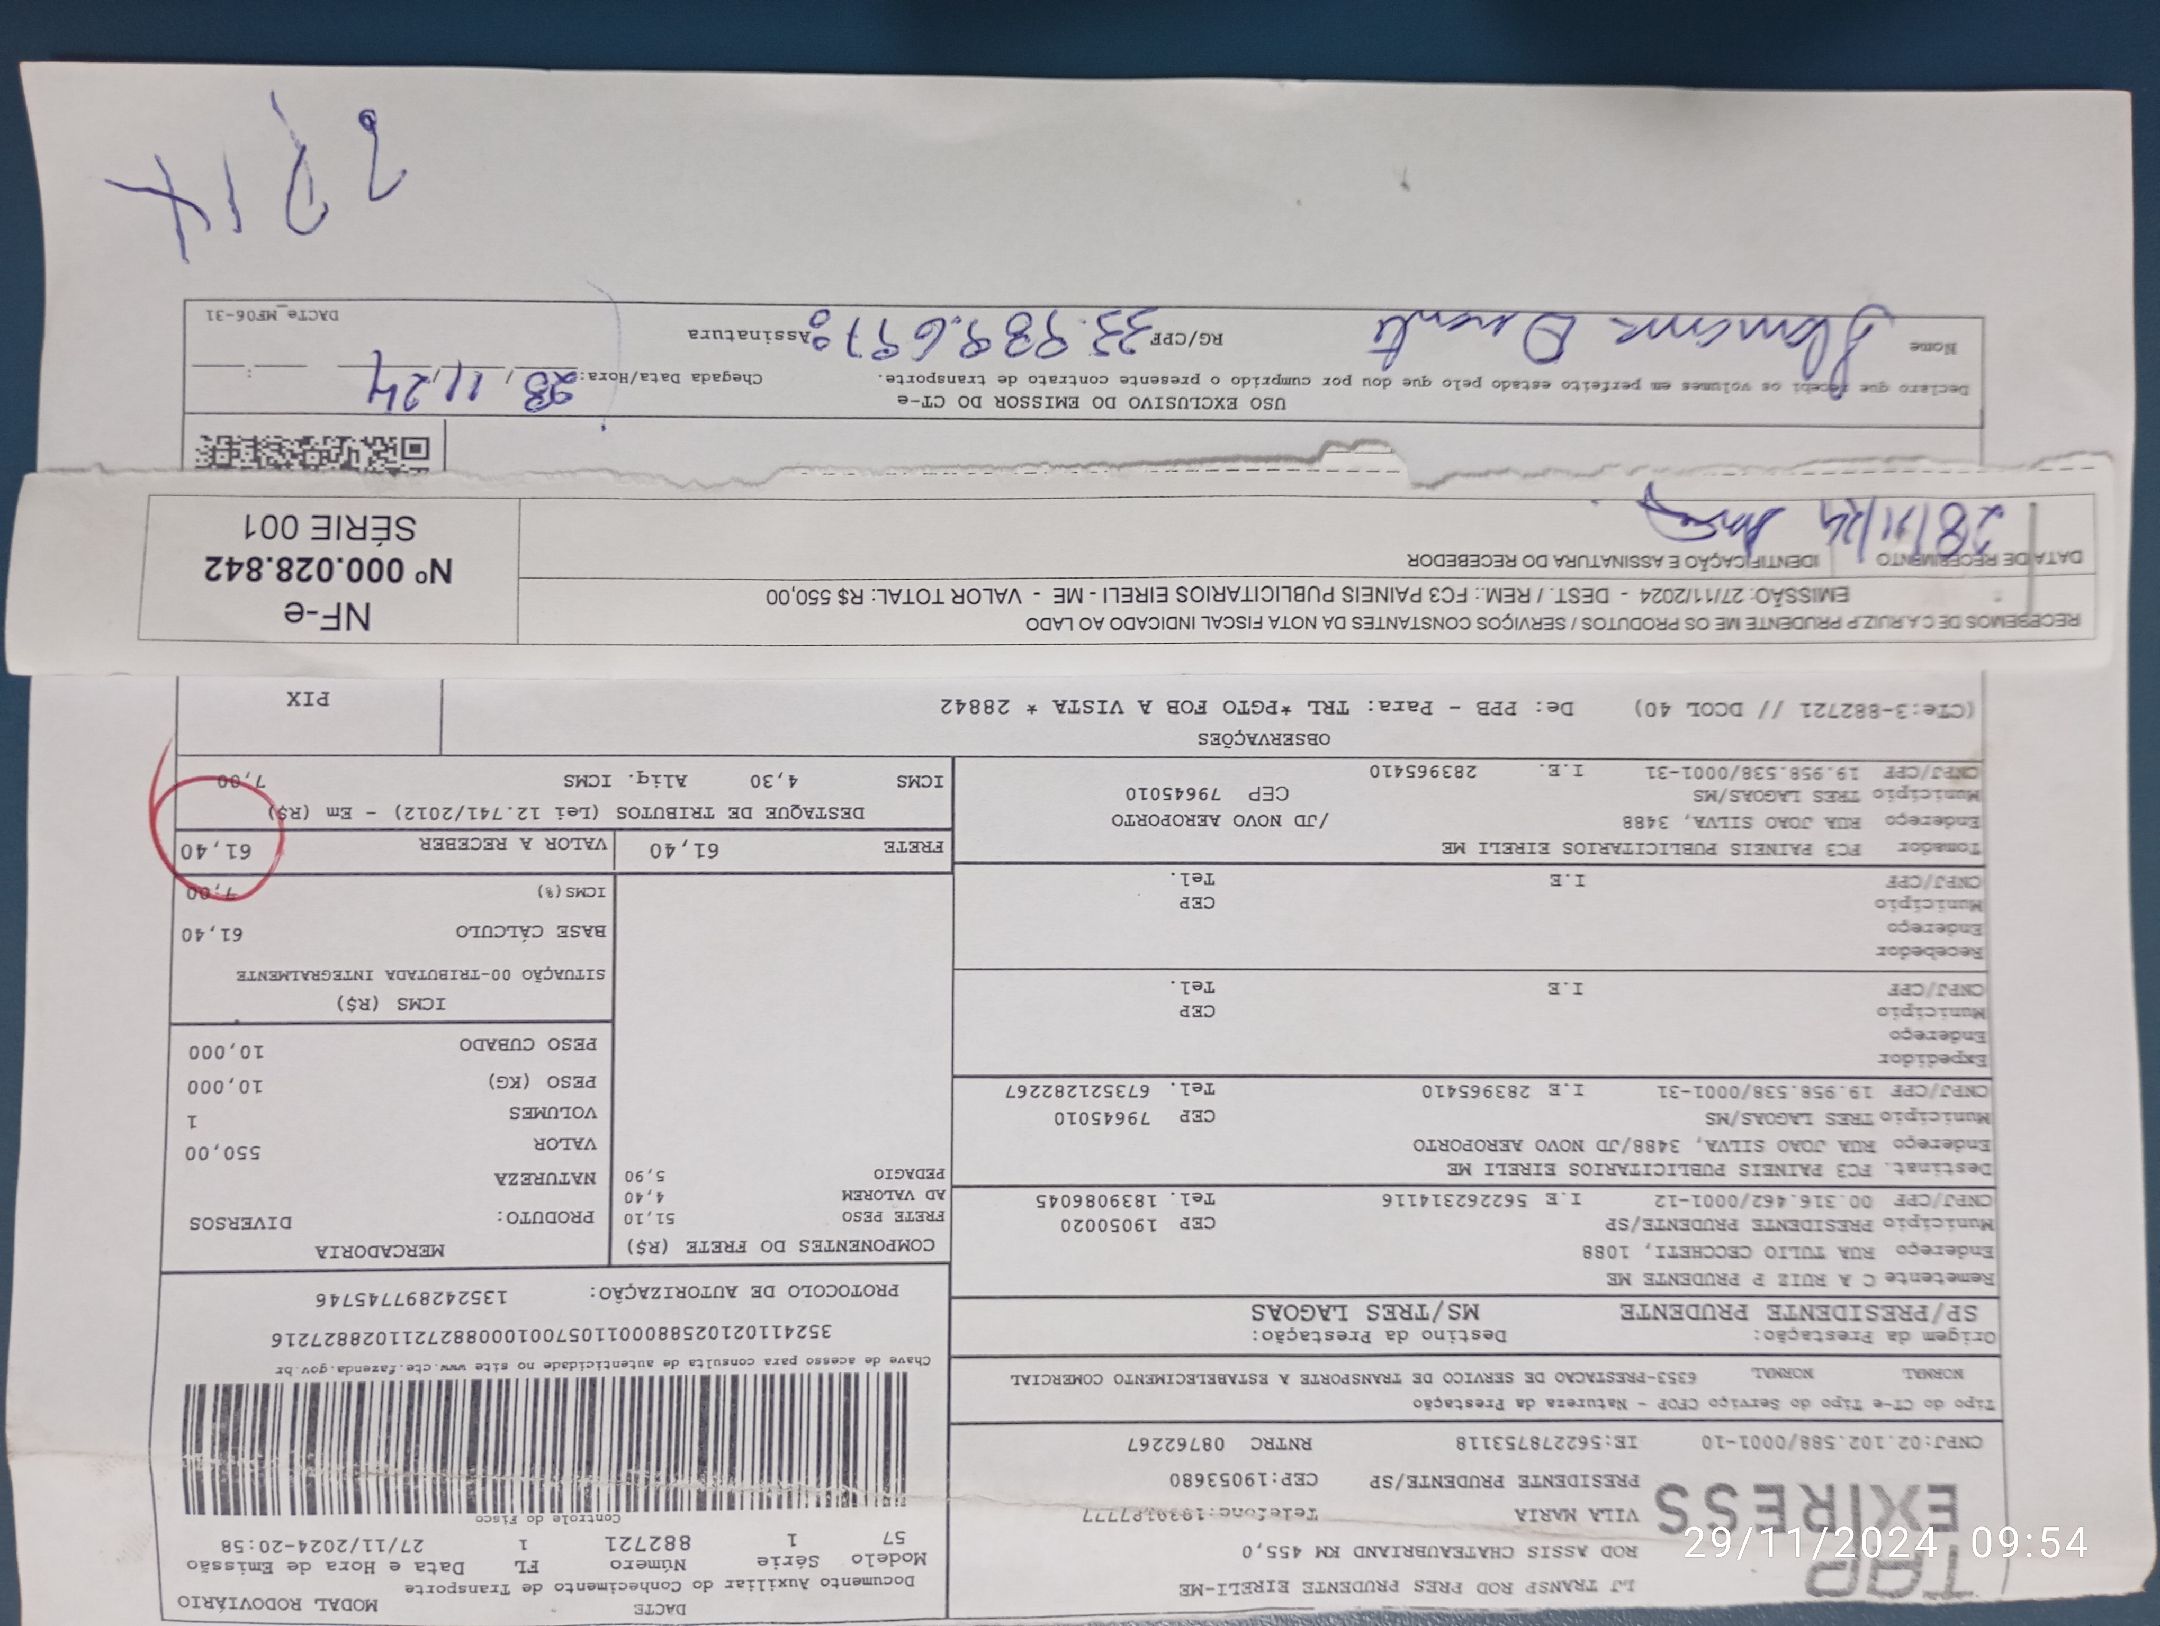 TAP
EXPRESS
LJ TRANSP ROD PRES PRUDENTE EIRELI-ME
ROD ASSIS CHATEAUBRIAND KM 455,0
VILA MARIA
PRESIDENTE PRUDENTE/SP CEP:19053680
CNPJ:02.102.588/0001-10 IE:562278753118 RNTRC 08762267
DACTE MODAL RODOVIÁRIO
Documento Auxiliar do Conhecimento de Transporte
Modelo Série Número FL Data e Hora de Emissão
57 1 882721 1 27/11/2024-20:58
Controle do Fisco
Chave de acesso para consulta de autenticidade no site www.cte.fazenda.gov.br
PROTOCOLO DE AUTORIZAÇÃO: 135242897745746
Tipo do CT-e Tipo do Serviço CFOP - Natureza da Prestação
NORMAL NORMAL 6353-PRESTACAO DE SERVICO DE TRANSPORTE A ESTABELECIMENTO COMERCIAL
Origem da Prestação: Destino da Prestação:
SP/PRESIDENTE PRUDENTE MS/TRES LAGOAS
Remetente C A RUIZ P PRUDENTE ME
Endereço RUA TULIO CECCHETI, 1088
Município PRESIDENTE PRUDENTE/SP CEP 19050020
CNPJ/CPF 00.316.462/0001-12 I.E 562262314116 Tel. 1839086045
Destinat. FC3 PAINEIS PUBLICITARIOS EIRELI ME
Endereço RUA JOAO SILVA, 3488/JD NOVO AEROPORTO
Município TRES LAGOAS/MS CEP 79645010
CNPJ/CPF 19.958.538/0001-31 I.E 283965410 Tel. 673521282267
Expedidor
Endereço
Município CEP
CNPJ/CPF I.E Tel.
Recebedor
Endereço
Município CEP
CNPJ/CPF I.E Tel.
Tomador FC3 PAINEIS PUBLICITARIOS EIRELI ME
Endereço RUA JOAO SILVA, 3488 /JD NOVO AEROPORTO
Município TRES LAGOAS/MS CEP 79645010
CNPJ/CPF 19.958.538/0001-31 I.E. 283965410
COMPONENTES DO FRETE (R$)
FRETE PESO 51,10
AD VALOREM 4,40
PEDAGIO 5,90
MERCADORIA
PRODUTO: DIVERSOS
NATUREZA
VALOR 550,00
VOLUMES 1
PESO (KG) 10,000
PESO CUBADO 10,000
ICMS (R$)
SITUAÇÃO 00-TRIBUTADA INTEGRALMENTE
BASE CÁLCULO 61,40
ICMS(%) 7,00
FRETE 61,40 VALOR A RECEBER 61,40
DESTAQUE DE TRIBUTOS (Lei 12.741/2012) - Em (R$)
ICMS 4,30 Aliq. ICMS 7,00
OBSERVAÇÕES
(CTe:3-882721 // DCOL 40) De: PPB - Para: TRL *PGTO FOB A VISTA * 28842
PIX
RECEBEMOS DE C.A.RUIZ P PRUDENTE ME OS PRODUTOS / SERVIÇOS CONSTANTES DA NOTA FISCAL INDICADO AO LADO
EMISSÃO: 27/11/2024 - DEST. / REM.: FC3 PAINEIS PUBLICITARIOS EIRELI - ME - VALOR TOTAL: R$ 550,00
DATA DE RECEBIMENTO IDENTIFICAÇÃO E ASSINATURA DO RECEBEDOR
28/11/24
NF-e
Nº 000.028.842
SÉRIE 001
USO EXCLUSIVO DO EMISSOR DO CT-e
Declaro que recebi os volumes em perfeito estado pelo que dou por cumprido o presente contrato de transporte. Chegada Data/Hora: 28/11/24 :
Nome RG/CPF Assinatura
DACTe MF06-31
PIX
29/11/2024 09:54